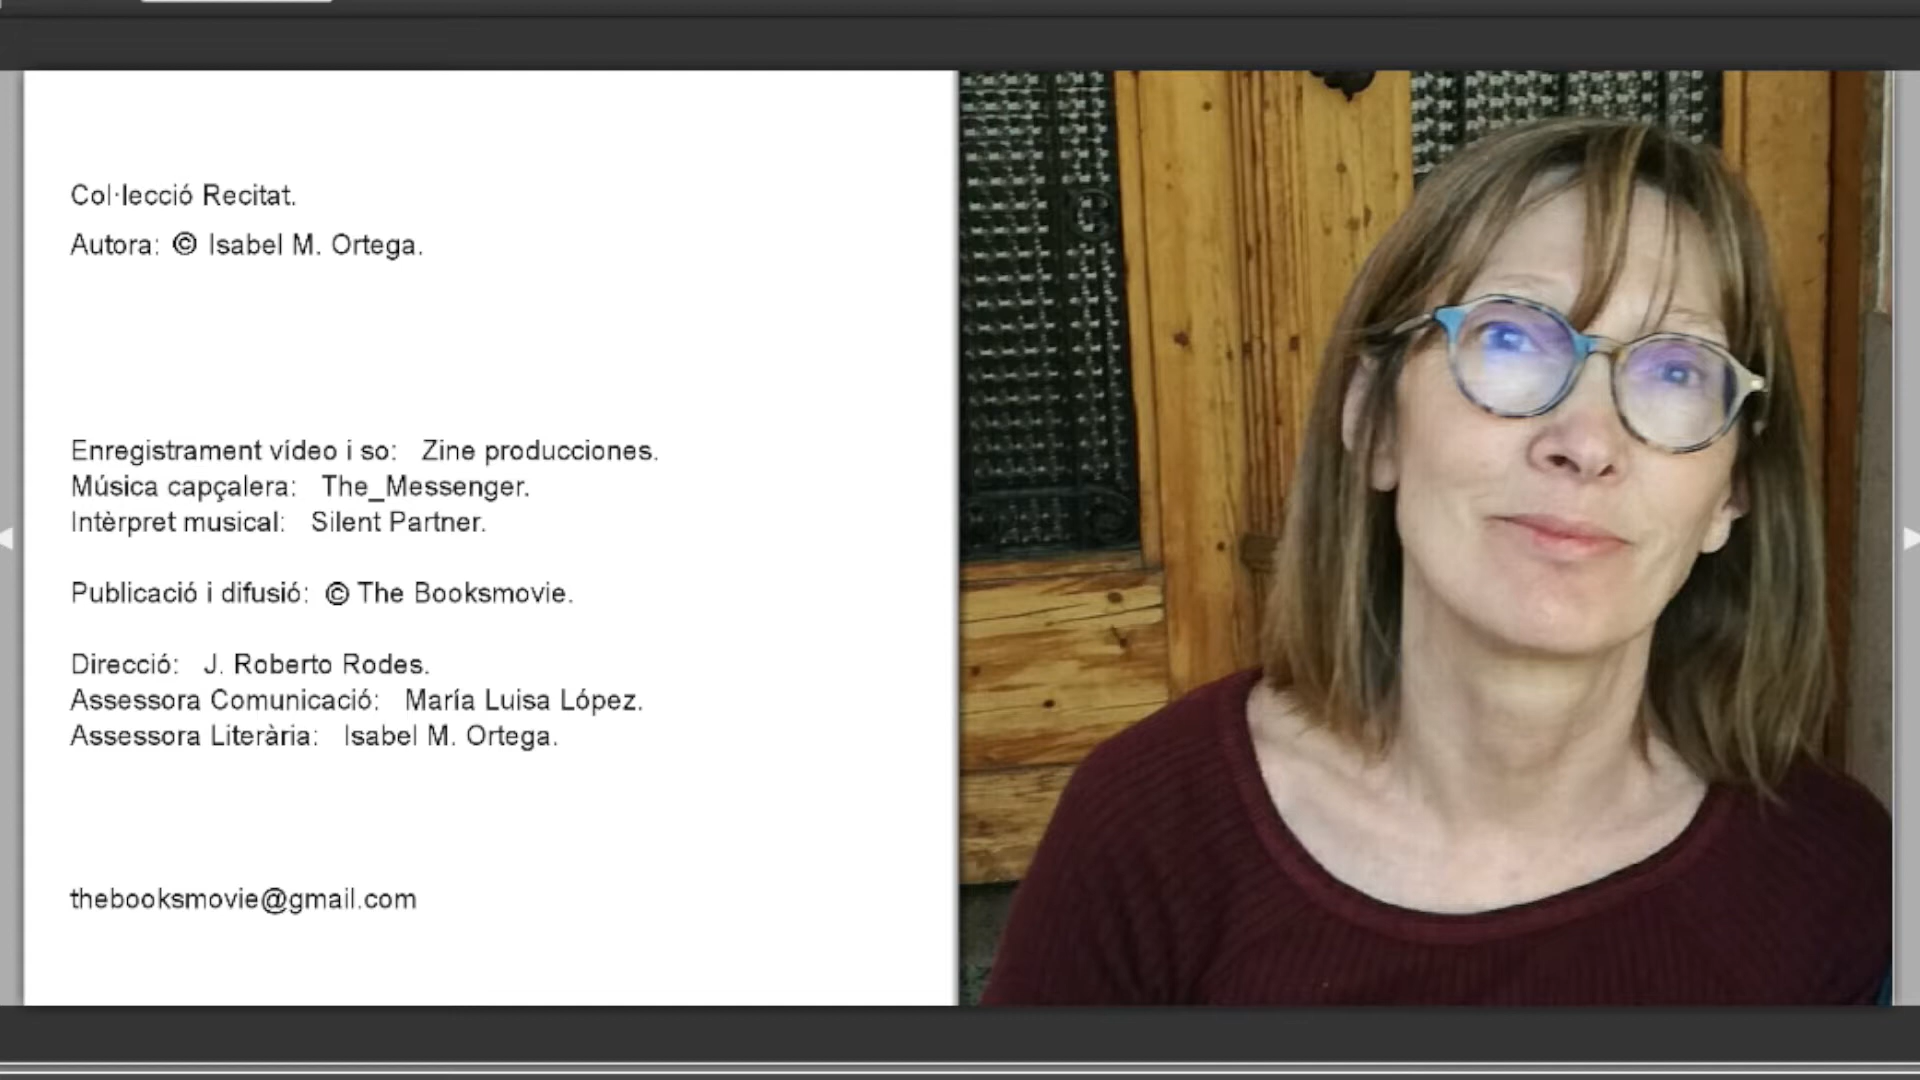 Col·lecció Recitat.
Autora: © Isabel M. Ortega.
Enregistrament vídeo i so: Zine producciones.
Música capçalera: The_Messenger.
Intèrpret musical: Silent Partner.
Publicació i difusió: © The Booksmovie.
Direcció: J. Roberto Rodes.
Assessora Comunicació: María Luisa López.
Assessora Literària: Isabel M. Ortega.
thebooksmovie@gmail.com